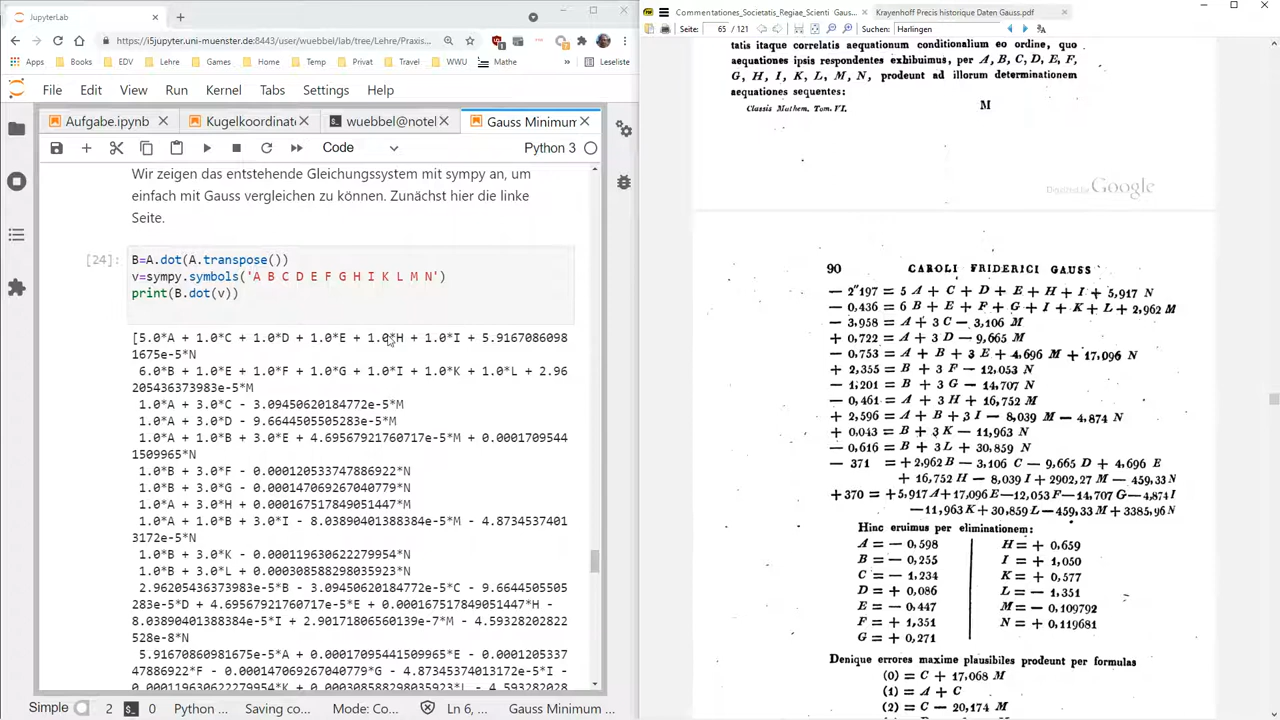 JupyterLab
https://i5jupyter.uni-muenster.de:8443/user/wuebbel/lab/tree/Lehre/Praxis...
Apps Books EDV Musik Unterricht Privat Travel Mathe Leseliste
File Edit View Run Kernel Tabs Settings Help
Aufgabe.ipynb Kugelkoordinat wuebbel@notel Gauss Minimum
Code Python 3
Wir zeigen das entstehende Gleichungssystem mit sympy an, um
einfach mit Gauss vergleichen zu können. Zunächst hier die linke
Seite.
[24]:
B=A.dot(A.transpose())
v=sympy.symbols('A B C D E F G H I K L M N')
print(B.dot(v))
[5.0*A + 1.0*C + 1.0*D + 1.0*E + 1.0*H + 1.0*I + 5.9167086098
1675e-5*N
6.0*B + 1.0*E + 1.0*F + 1.0*G + 1.0*I + 1.0*K + 1.0*L + 2.96
205436373983e-5*M
1.0*A + 3.0*C - 3.09450620184772e-5*M
1.0*A + 3.0*D - 9.6644505505283e-5*M
1.0*A + 1.0*B + 3.0*E + 4.69567921760717e-5*M + 0.0001709544
1509965*N
1.0*B + 3.0*F - 0.000120533747886922*N
1.0*B + 3.0*G - 0.000147069267040779*N
1.0*A + 3.0*H + 0.000167517849051447*M
1.0*A + 1.0*B + 3.0*I - 8.03890401388384e-5*M - 4.8734537401
3172e-5*N
1.0*B + 3.0*K - 0.000119630622279954*N
1.0*B + 3.0*L + 0.000308588298035923*N
2.96205436373983e-5*B - 3.09450620184772e-5*C - 9.6644505505
283e-5*D + 4.69567921760717e-5*E + 0.000167517849051447*H -
8.03890401388384e-5*I + 2.90171806560139e-7*M - 4.59328202822
528e-8*N
5.91670860981675e-5*A + 0.00017095441509965*E - 0.0001205337
47886922*F - 0.000147069267040779*G - 4.87345374013172e-5*I -
0.000119630622279954*K + 0.000308588298035923*L - 4.593282028
Simple 2 0 Python... Saving co... Mode: Co... Ln 6, ... Gauss Minimum ...
Commentationes_Societatis_Regiae_Scienti Gauss... Krayenhoff Precis historique Daten Gauss.pdf
Seite: 65 / 121 Suchen: Harlingen
tatis itaque correlatis aequationum conditionalium eo ordine, quo
aequationes ipsis respondentes exhibuimus, per A, B, C, D, E, F,
G, H, I, K, L, M, N, prodeunt ad illorum determinationem
aequationes sequentes:
Classis Mathem. Tom. VI. M
Digitized by Google
90 CAROLI FRIDERICI GAUSS
— 2"197 = 5 A + C + D + E + H + I + 5,917 N
— 0,436 = 6 B + E + F + G + I + K + L + 2,962 M
— 3,958 = A + 3 C — 3,106 M
+ 0,722 = A + 3 D — 9,665 M
— 0,753 = A + B + 3 E + 4,696 M + 17,096 N
+ 2,355 = B + 3 F — 12,053 N
— 1,201 = B + 3 G — 14,707 N
— 0,461 = A + 3 H + 16,752 M
+ 2,596 = A + B + 3 I — 8,039 M — 4,874 N
+ 0,043 = B + 3 K — 11,963 N
— 0,616 = B + 3 L + 30,859 N
— 371 = + 2,962 B — 3,106 C — 9,665 D + 4,696 E
+ 16,752 H — 8,039 I + 2902,27 M — 459,33 N
+ 370 = + 5,917 A + 17,096 E — 12,053 F — 14,707 G — 4,874 I
— 11,963 K + 30,859 L — 459,33 M + 3385,96 N
Hinc eruimus per eliminationem:
A = — 0,598 H = + 0,659
B = — 0,255 I = + 1,050
C = — 1,234 K = + 0,577
D = + 0,086 L = — 1,351
E = — 0,447 M = — 0,109792
F = + 1,351 N = + 0,119681
G = + 0,271
Denique errores maxime plausibiles prodeunt per formulas
(0) = C + 17,068 M
(1) = A + C
(2) = C — 20,174 M